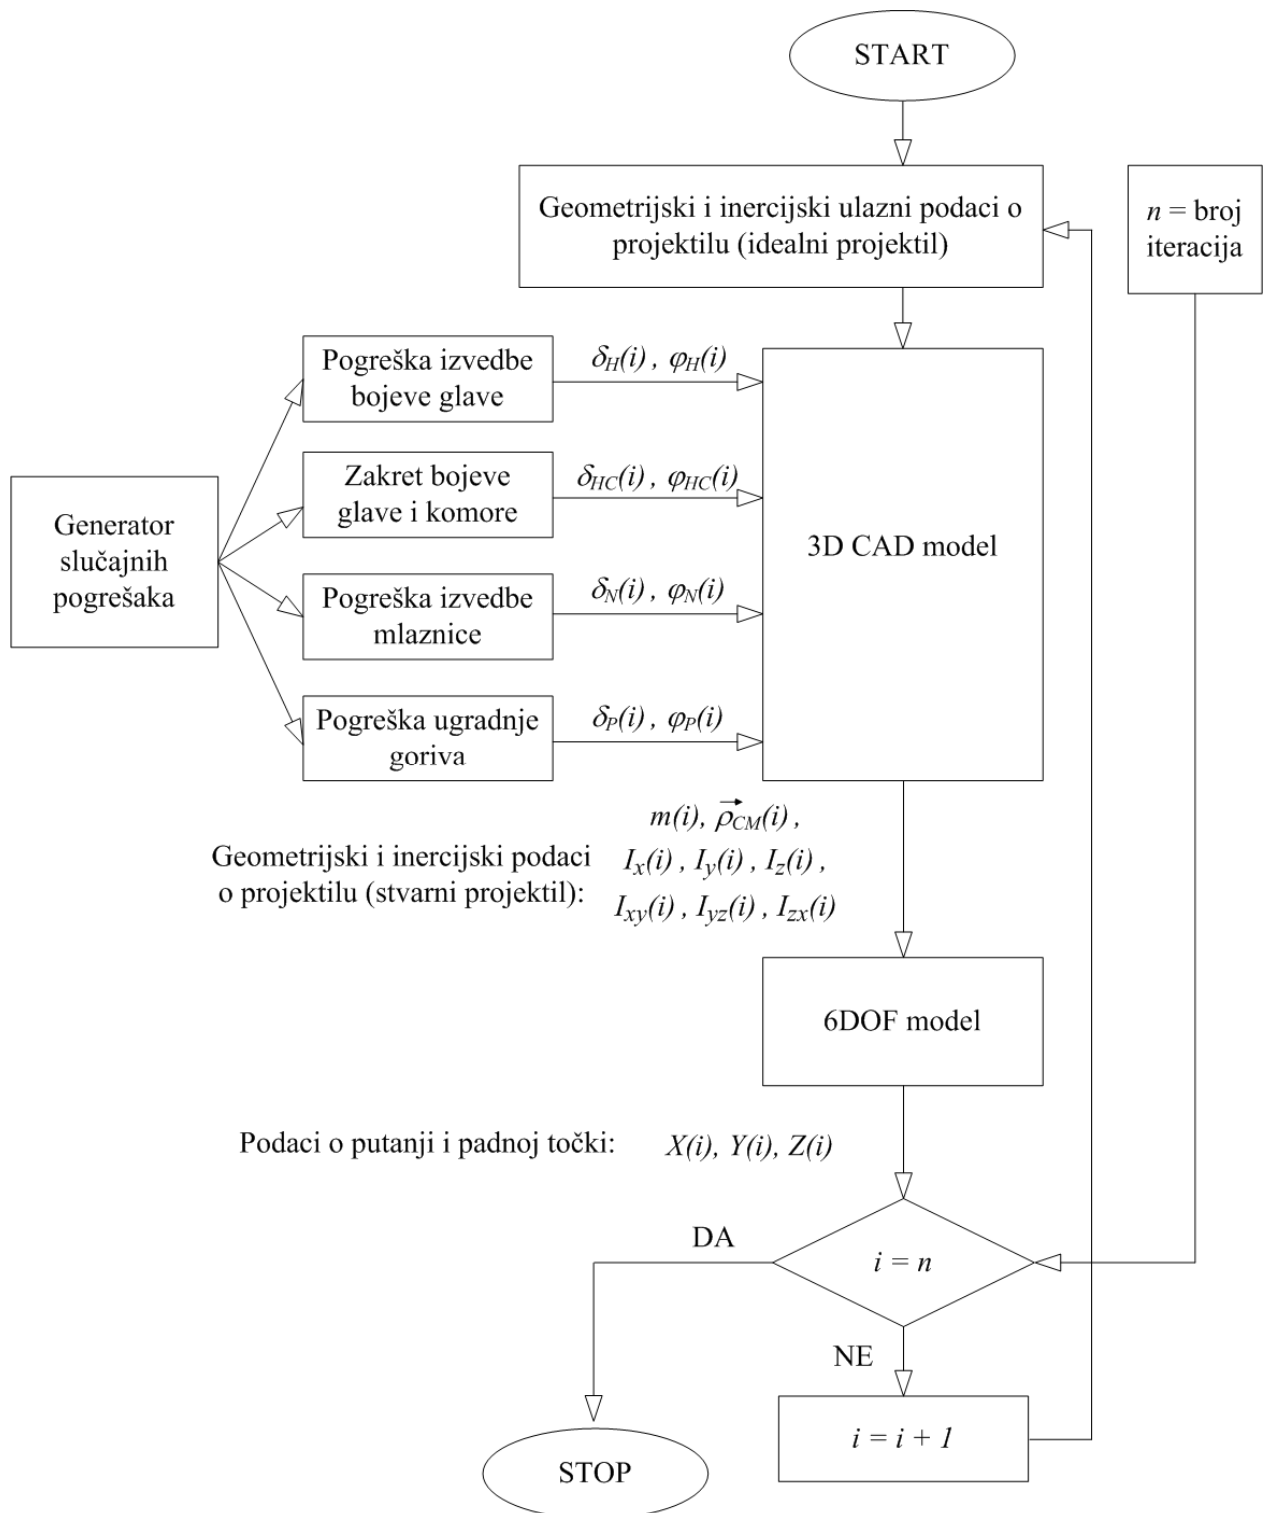 START
Geometrijski i inercijski ulazni podaci o
projektilu (idealni projektil)
n = broj
iteracija
Pogreška izvedbe
bojeve glave
δH(i) , φH(i)
Zakret bojeve
glave i komore
δHC(i) , φHC(i)
Generator
slučajnih
pogrešaka
3D CAD model
Pogreška izvedbe
mlaznice
δN(i) , φN(i)
Pogreška ugradnje
goriva
δP(i) , φP(i)
Geometrijski i inercijski podaci
o projektilu (stvarni projektil):
m(i), ρ⃗CM(i) ,
Ix(i) , Iy(i) , Iz(i) ,
Ixy(i) , Iyz(i) , Izx(i)
6DOF model
Podaci o putanji i padnoj točki: X(i), Y(i), Z(i)
DA
i = n
NE
i = i + 1
STOP